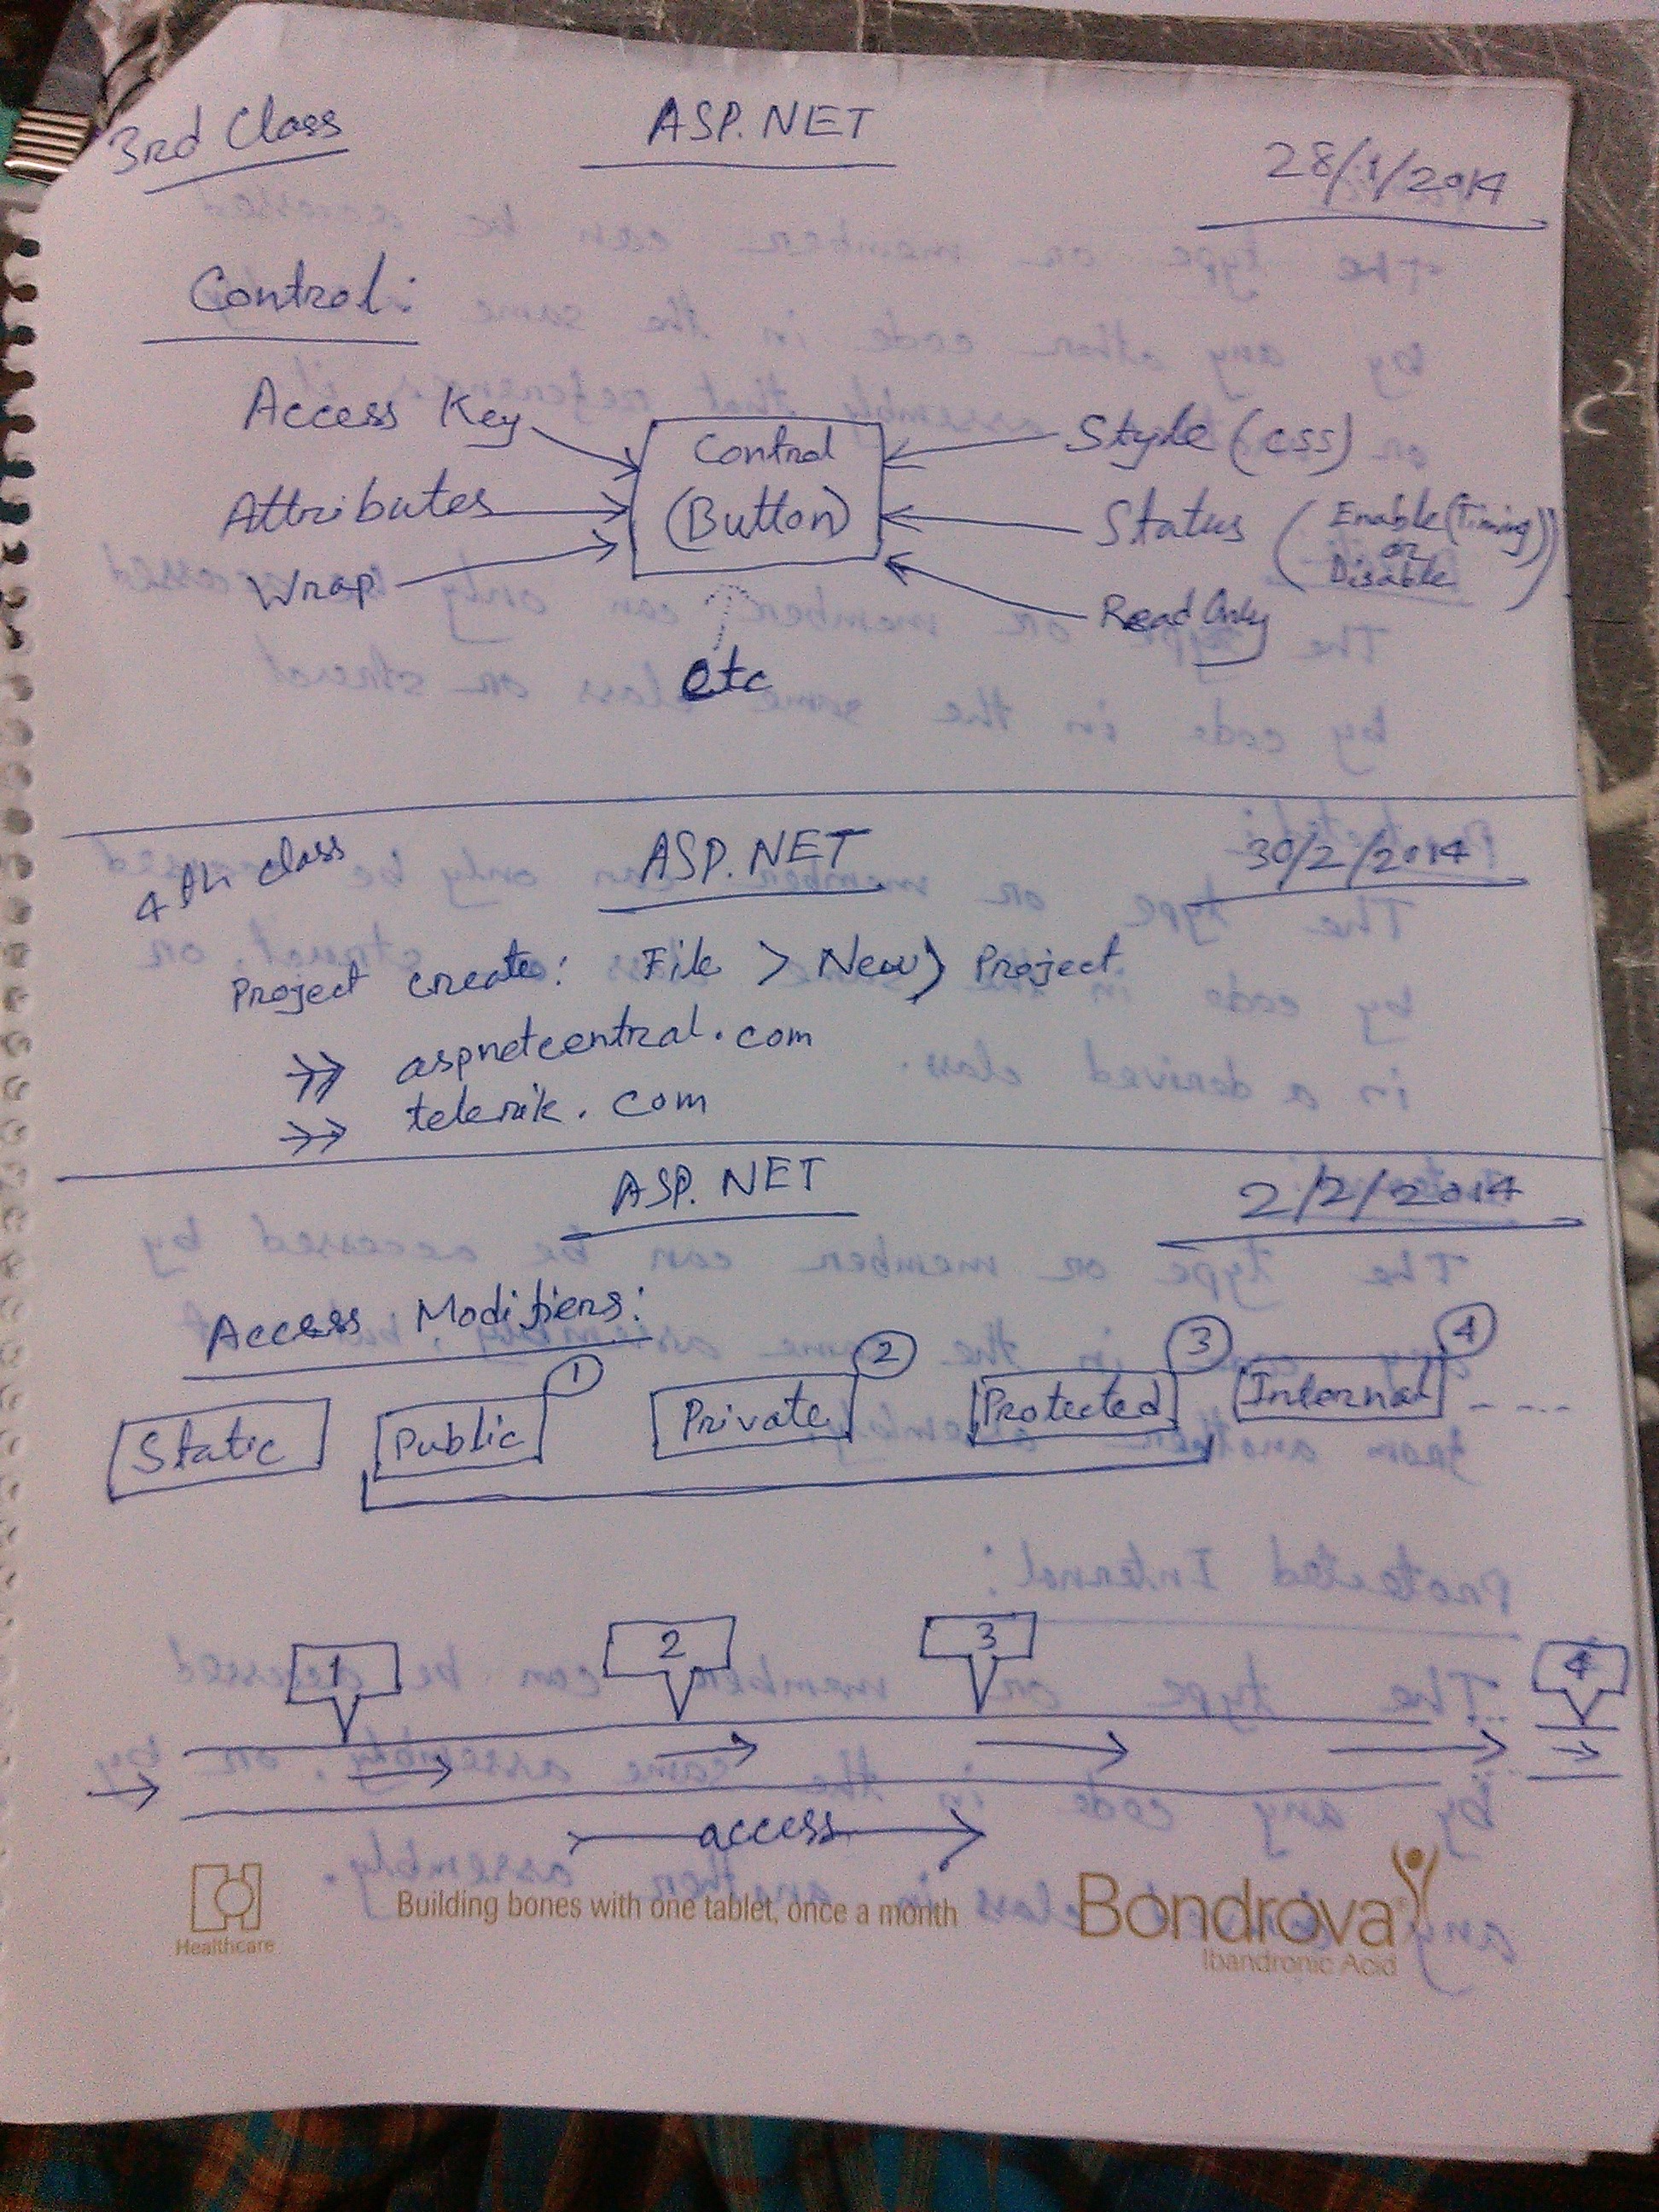 3rd Class
ASP.NET
28/1/2014
Control:
Access Key
Attributes
Wrap
Control
(Button)
Style (css)
Status (Enable (Timing)
or
Disable)
Read Only
etc
4th class
ASP.NET
30/2/2014
Project create: File > New > Project
>> aspnetcentral.com
>> telerik.com
ASP.NET
2/2/2014
Access Modifiers:
1 2 3 4
Static Public Private Protected Internal ----
1 2 3 4
access
Healthcare
Building bones with one tablet, once a month
Bondrova
Ibandronic Acid